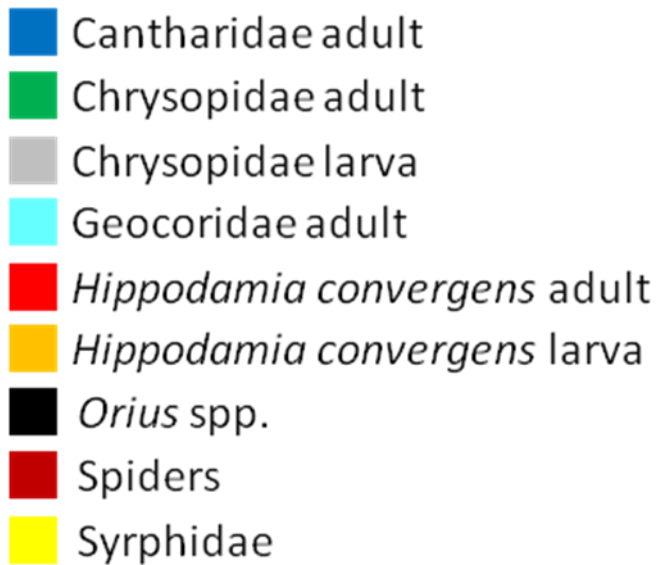 Cantharidae adult
Chrysopidae adult
Chrysopidae larva
Geocoridae adult
Hippodamia convergens adult
Hippodamia convergens larva
Orius spp.
Spiders
Syrphidae